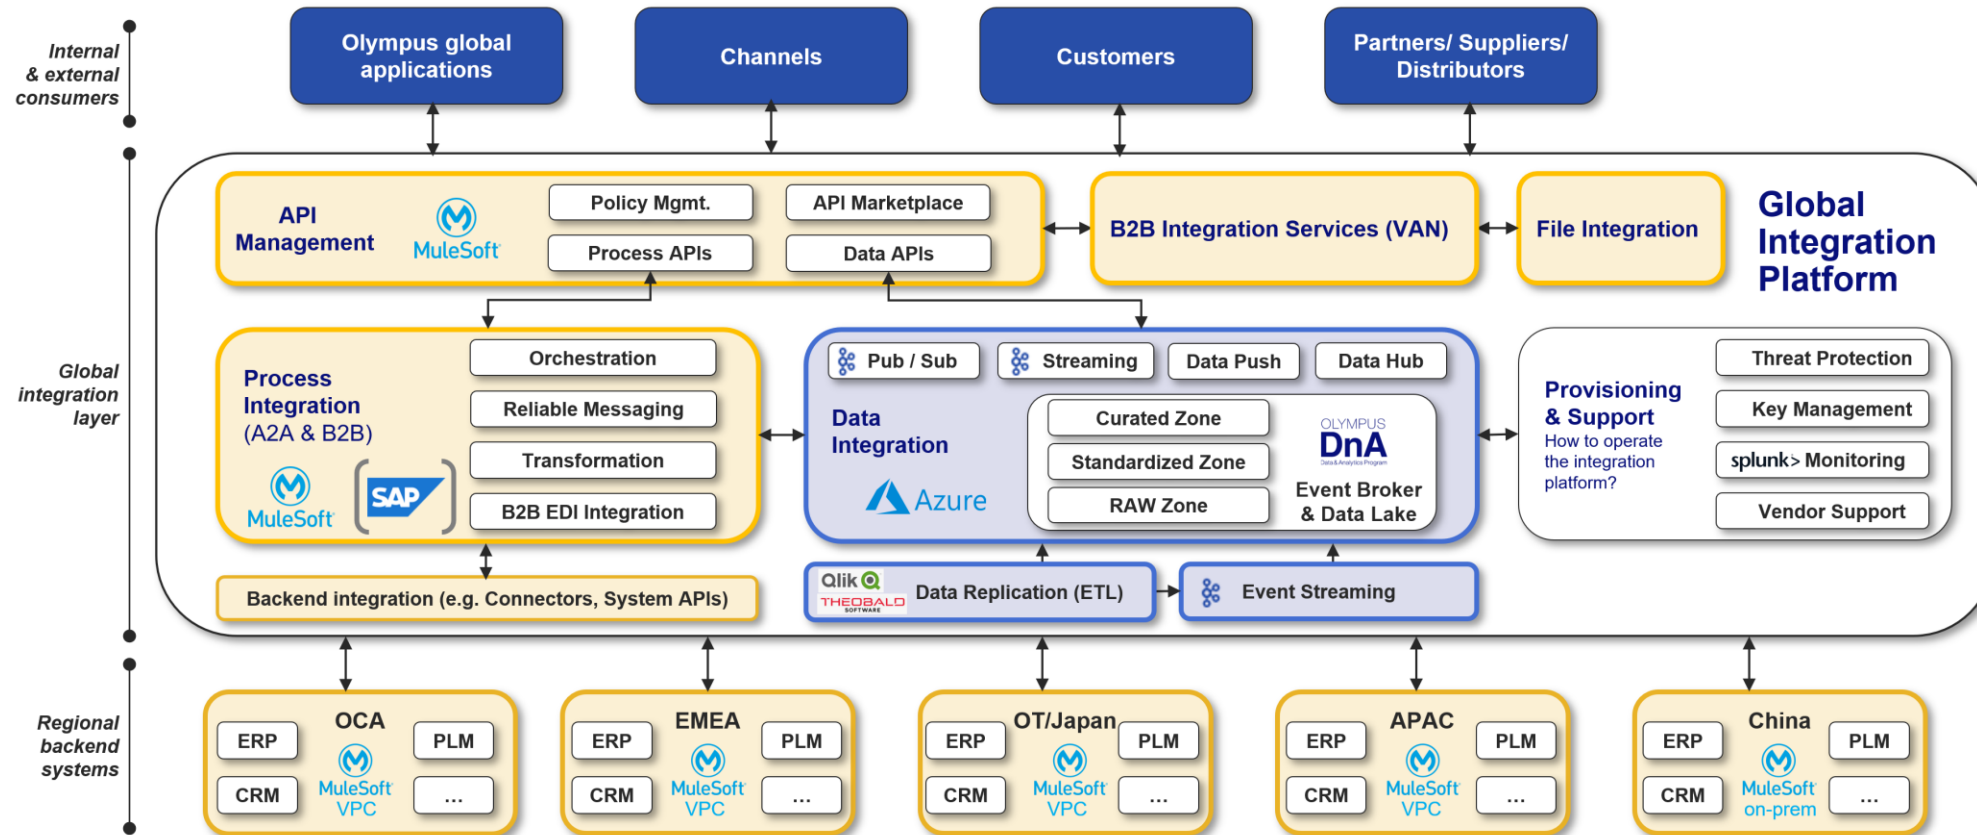 Internal
& external
consumers
Olympus global
applications
Channels
Customers
Partners/ Suppliers/
Distributors
Global
integration
layer
API
Management
MuleSoft
Policy Mgmt.
API Marketplace
Process APIs
Data APIs
B2B Integration Services (VAN)
File Integration
Global
Integration
Platform
Process
Integration
(A2A & B2B)
MuleSoft
SAP
Orchestration
Reliable Messaging
Transformation
B2B EDI Integration
Pub / Sub
Streaming
Data Push
Data Hub
Data
Integration
Azure
Curated Zone
Standardized Zone
RAW Zone
OLYMPUS
DnA
Data & Analytics Program
Event Broker
& Data Lake
Provisioning
& Support
How to operate
the integration
platform?
Threat Protection
Key Management
splunk> Monitoring
Vendor Support
Backend integration (e.g. Connectors, System APIs)
Qlik
THEOBALD
SOFTWARE
Data Replication (ETL)
Event Streaming
Regional
backend
systems
OCA
ERP
PLM
CRM
...
MuleSoft
VPC
EMEA
ERP
PLM
CRM
...
MuleSoft
VPC
OT/Japan
ERP
PLM
CRM
...
MuleSoft
VPC
APAC
ERP
PLM
CRM
...
MuleSoft
VPC
China
ERP
PLM
CRM
...
MuleSoft
on-prem